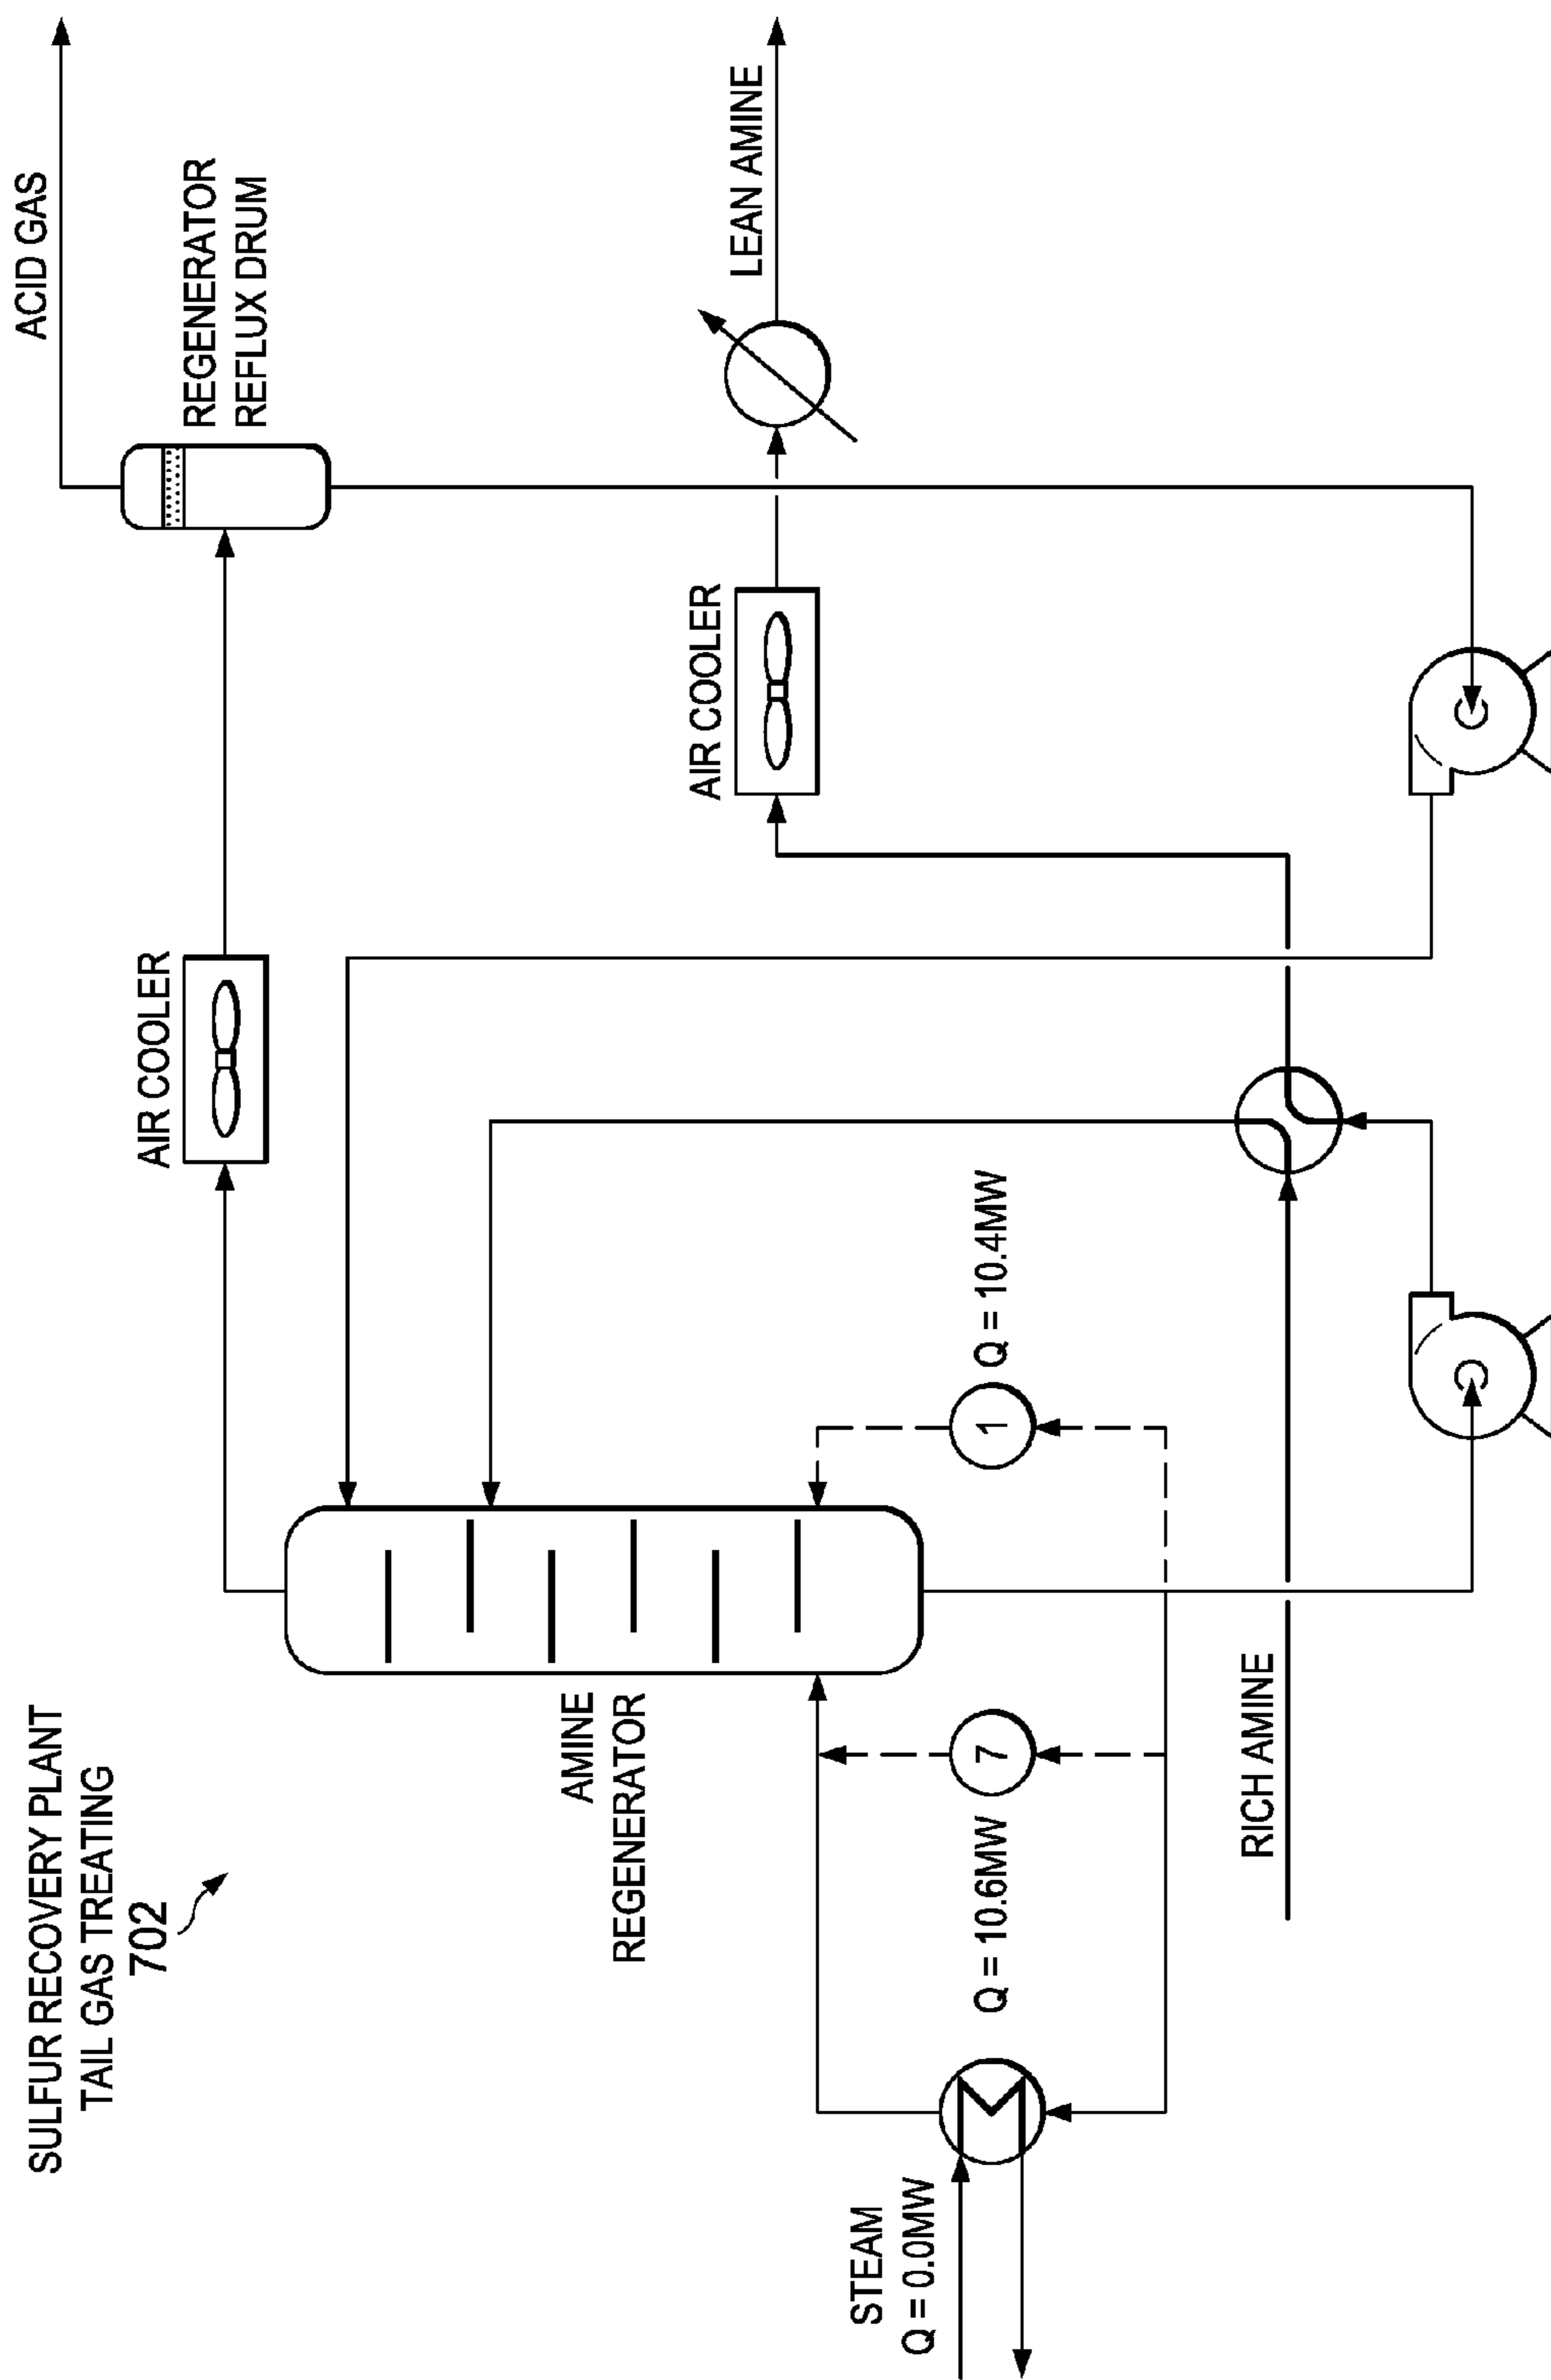 SULFUR RECOVERY PLANT
TAIL GAS TREATING
702
ACID GAS
REGENERATOR
REFLUX DRUM
AIR COOLER
AIR COOLER
LEAN AMINE
AMINE
REGENERATOR
STEAM
Q = 0.0MW
Q = 10.6MW
7
1
Q = 10.4MW
RICH AMINE